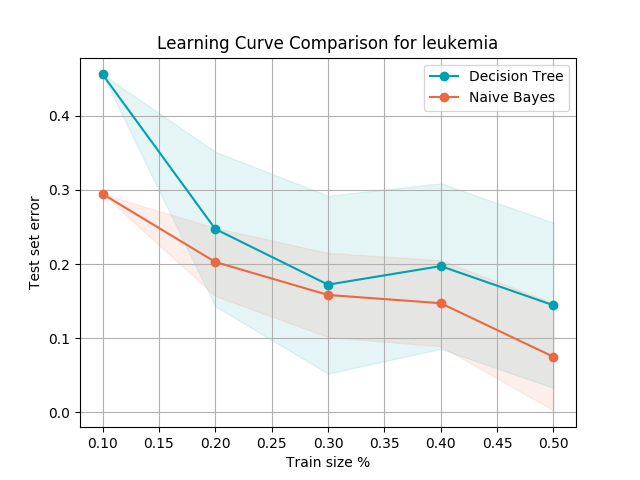 Learning Curve Comparison for leukemia
Decision Tree
Naive Bayes
Test set error
0.4
0.3
0.2
0.1
0.0
0.10 0.15 0.20 0.25 0.30 0.35 0.40 0.45 0.50
Train size %